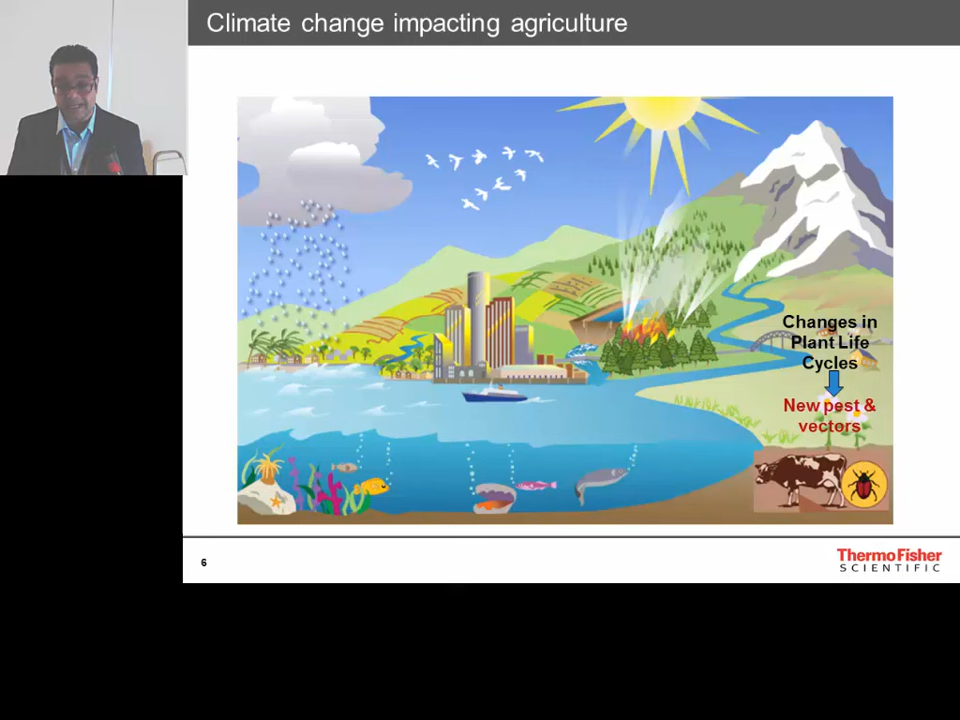 Climate change impacting agriculture
Changes in
Plant Life
Cycles
New pest &
vectors
6
ThermoFisher
SCIENTIFIC